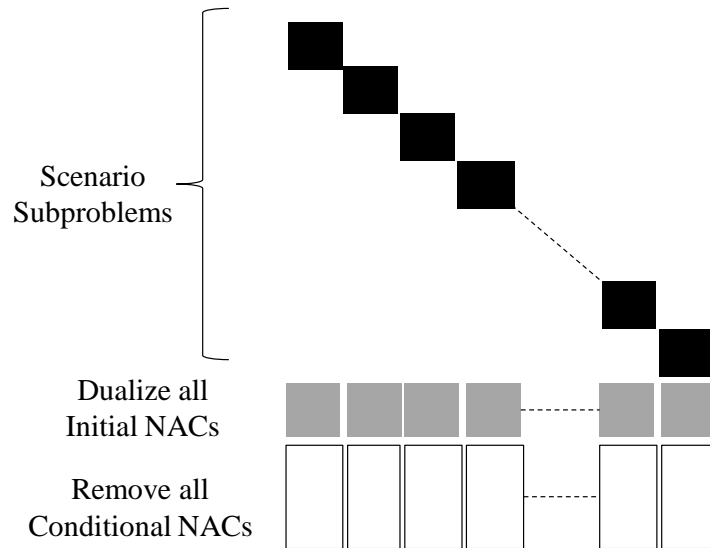 Scenario
Subproblems
Dualize all
Initial NACs
Remove all
Conditional NACs